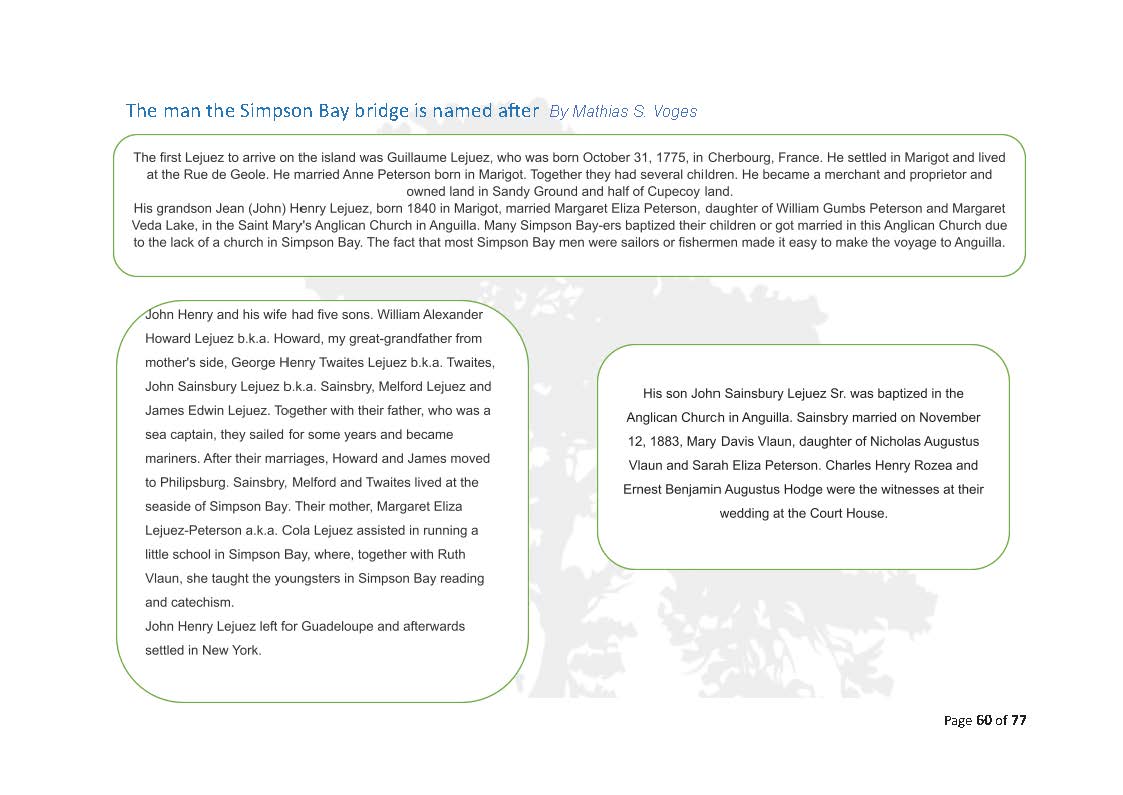 The man the Simpson Bay bridge is named after By Mathias S. Voges
The first Lejuez to arrive on the island was Guillaume Lejuez, who was born October 31, 1775, in Cherbourg, France. He settled in Marigot and lived
at the Rue de Geole. He married Anne Peterson born in Marigot. Together they had several children. He became a merchant and proprietor and
owned land in Sandy Ground and half of Cupecoy land.
His grandson Jean (John) Henry Lejuez, born 1840 in Marigot, married Margaret Eliza Peterson, daughter of William Gumbs Peterson and Margaret
Veda Lake, in the Saint Mary's Anglican Church in Anguilla. Many Simpson Bay-ers baptized their children or got married in this Anglican Church due
to the lack of a church in Simpson Bay. The fact that most Simpson Bay men were sailors or fishermen made it easy to make the voyage to Anguilla.
John Henry and his wife had five sons. William Alexander
Howard Lejuez b.k.a. Howard, my great-grandfather from
mother's side, George Henry Twaites Lejuez b.k.a. Twaites,
John Sainsbury Lejuez b.k.a. Sainsbry, Melford Lejuez and
James Edwin Lejuez. Together with their father, who was a
sea captain, they sailed for some years and became
mariners. After their marriages, Howard and James moved
to Philipsburg. Sainsbry, Melford and Twaites lived at the
seaside of Simpson Bay. Their mother, Margaret Eliza
Lejuez-Peterson a.k.a. Cola Lejuez assisted in running a
little school in Simpson Bay, where, together with Ruth
Vlaun, she taught the youngsters in Simpson Bay reading
and catechism.
John Henry Lejuez left for Guadeloupe and afterwards
settled in New York.
His son John Sainsbury Lejuez Sr. was baptized in the
Anglican Church in Anguilla. Sainsbry married on November
12, 1883, Mary Davis Vlaun, daughter of Nicholas Augustus
Vlaun and Sarah Eliza Peterson. Charles Henry Rozea and
Ernest Benjamin Augustus Hodge were the witnesses at their
wedding at the Court House.
Page 60 of 77